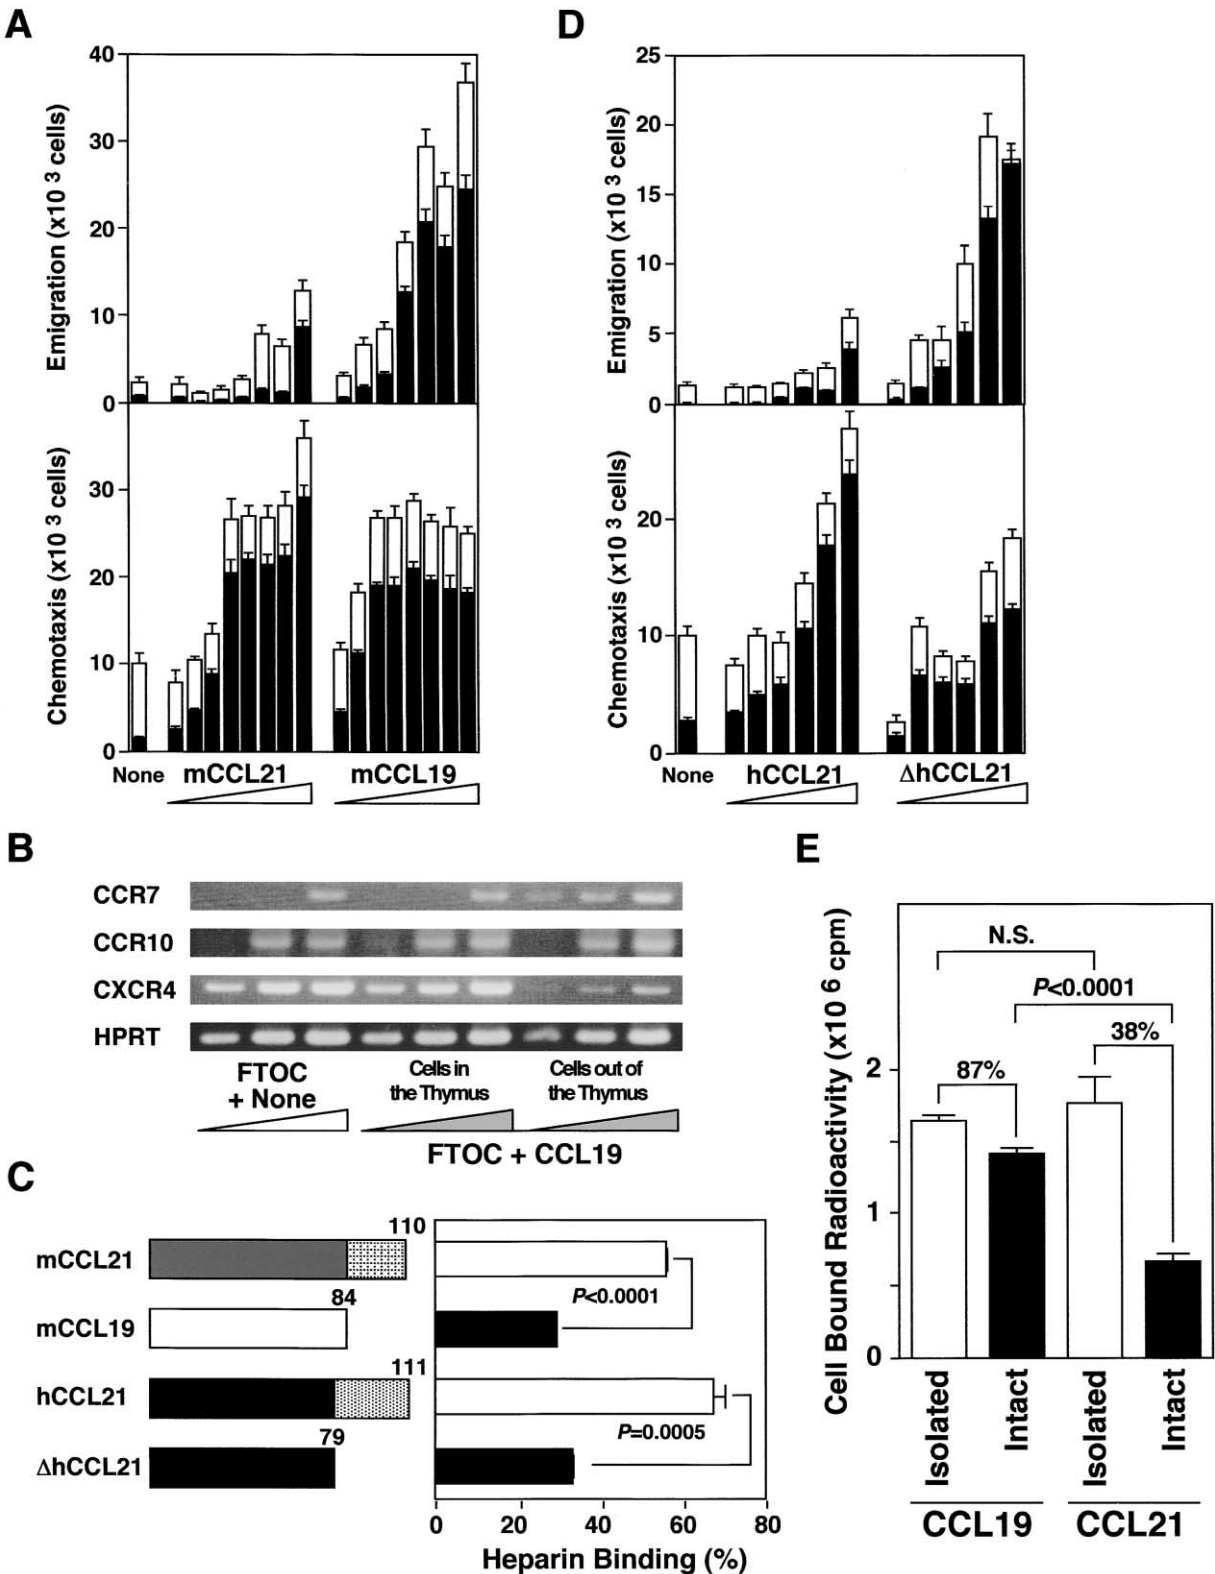 A
Emigration (x10 3 cells)
40
30
20
10
0
Chemotaxis (x10 3 cells)
30
20
10
0
None mCCL21 mCCL19
D
Emigration (x10 3 cells)
25
20
15
10
5
0
Chemotaxis (x10 3 cells)
20
10
0
None hCCL21 ΔhCCL21
B
CCR7
CCR10
CXCR4
HPRT
FTOC
+ None
Cells in
the Thymus
Cells out of
the Thymus
FTOC + CCL19
C
mCCL21
110
mCCL19
84
hCCL21
111
ΔhCCL21
79
P<0.0001
P=0.0005
0 20 40 60 80
Heparin Binding (%)
E
Cell Bound Radioactivity (x10 6 cpm)
2
1
0
N.S.
P<0.0001
38%
87%
Isolated Intact Isolated Intact
CCL19 CCL21